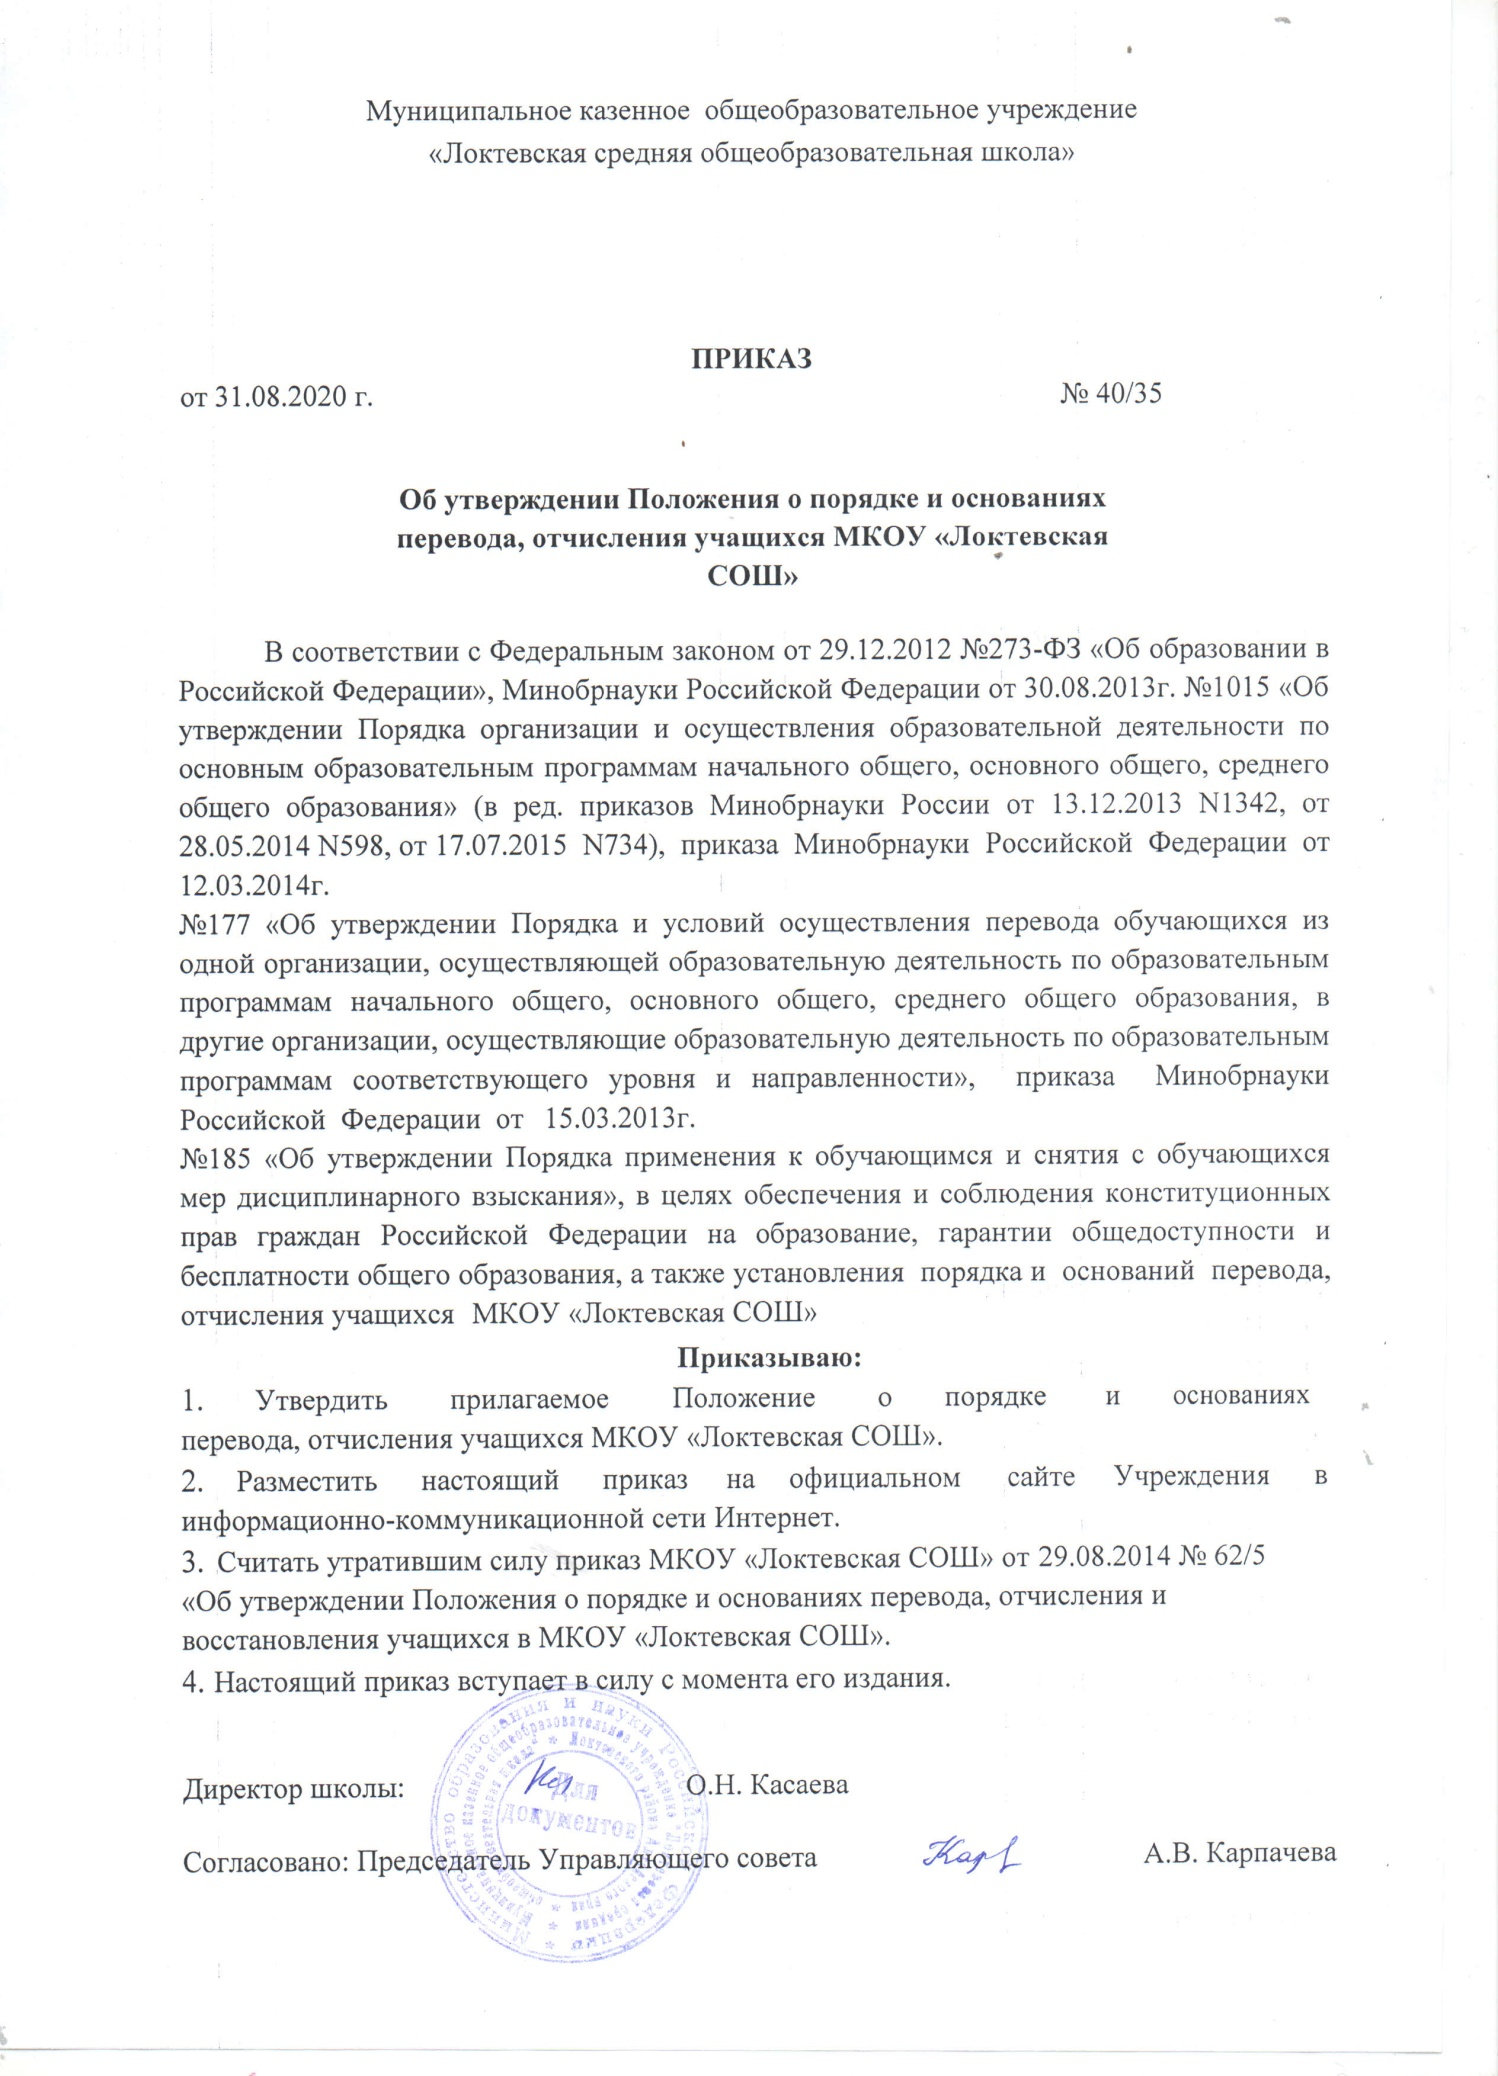 Муниципальное казенное общеобразовательное учреждение
«Локтевская средняя общеобразовательная школа»
ПРИКАЗ
от 31.08.2020 г. № 40/35
Об утверждении Положения о порядке и основаниях
перевода, отчисления учащихся МКОУ «Локтевская
СОШ»
В соответствии с Федеральным законом от 29.12.2012 №273-ФЗ «Об образовании в
Российской Федерации», Минобрнауки Российской Федерации от 30.08.2013г. №1015 «Об
утверждении Порядка организации и осуществления образовательной деятельности по
основным образовательным программам начального общего, основного общего, среднего
общего образования» (в ред. приказов Минобрнауки России от 13.12.2013 N1342, от
28.05.2014 N598, от 17.07.2015 N734), приказа Минобрнауки Российской Федерации от
12.03.2014г.
№177 «Об утверждении Порядка и условий осуществления перевода обучающихся из
одной организации, осуществляющей образовательную деятельность по образовательным
программам начального общего, основного общего, среднего общего образования, в
другие организации, осуществляющие образовательную деятельность по образовательным
программам соответствующего уровня и направленности», приказа Минобрнауки
Российской Федерации от 15.03.2013г.
№185 «Об утверждении Порядка применения к обучающимся и снятия с обучающихся
мер дисциплинарного взыскания», в целях обеспечения и соблюдения конституционных
прав граждан Российской Федерации на образование, гарантии общедоступности и
бесплатности общего образования, а также установления порядка и оснований перевода,
отчисления учащихся МКОУ «Локтевская СОШ»
Приказываю:
1. Утвердить прилагаемое Положение о порядке и основаниях
перевода, отчисления учащихся МКОУ «Локтевская СОШ».
2. Разместить настоящий приказ на официальном сайте Учреждения в
информационно-коммуникационной сети Интернет.
3. Считать утратившим силу приказ МКОУ «Локтевская СОШ» от 29.08.2014 № 62/5
«Об утверждении Положения о порядке и основаниях перевода, отчисления и
восстановления учащихся в МКОУ «Локтевская СОШ».
4. Настоящий приказ вступает в силу с момента его издания.
Директор школы: О.Н. Касаева
Согласовано: Председатель Управляющего совета А.В. Карпачева
Министерство образования и науки Российской Федерации
Для
документов